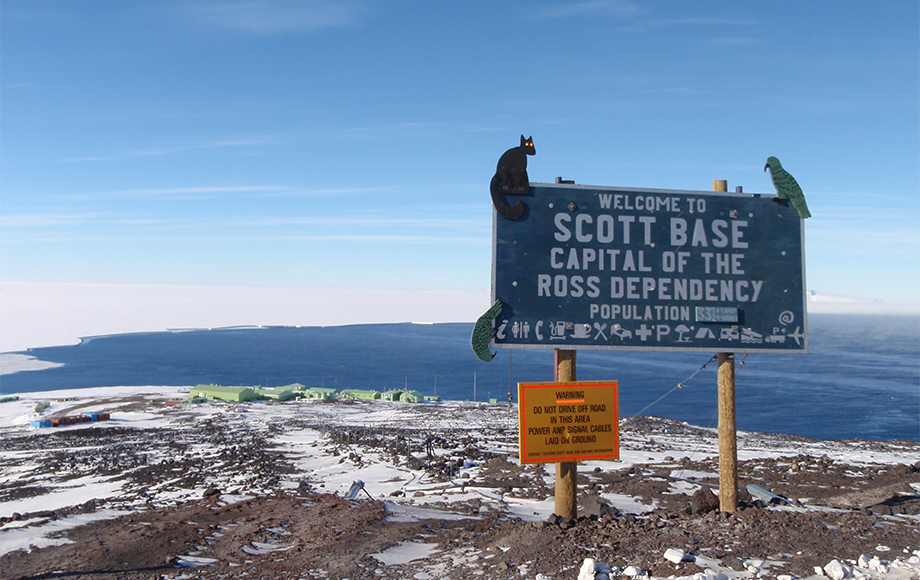 WELCOME TO
SCOTT BASE
CAPITAL OF THE
ROSS DEPENDENCY
POPULATION
WARNING
DO NOT DRIVE OFF ROAD
IN THIS AREA
POWER AND SIGNAL CABLES
LAID ON GROUND